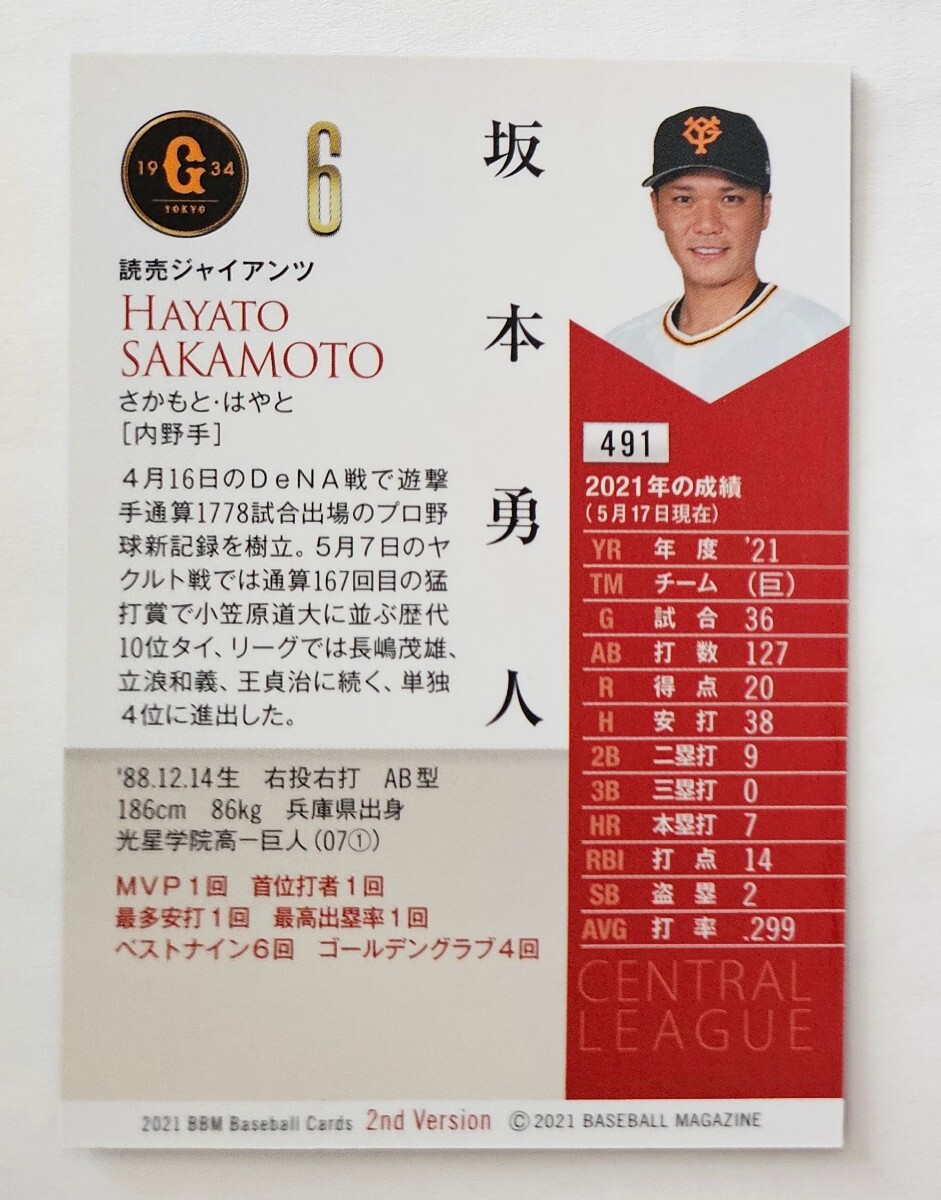 19 G 34
TOKYO
6
読売ジャイアンツ
HAYATO
SAKAMOTO
さかもと・はやと
[内野手]
坂本勇人
4月16日のDeNA戦で遊撃
手通算1778試合出場のプロ野
球新記録を樹立。5月7日のヤ
クルト戦では通算167回目の猛
打賞で小笠原道大に並ぶ歴代
10位タイ、リーグでは長嶋茂雄、
立浪和義、王貞治に続く、単独
4位に進出した。
'88.12.14生 右投右打 AB型
186cm 86kg 兵庫県出身
光星学院高ー巨人(07①)
MVP1回 首位打者1回
最多安打1回 最高出塁率1回
ベストナイン6回 ゴールデングラブ4回
YG
491
2021年の成績
(5月17日現在)
YR 年度 '21
TM チーム (巨)
G 試合 36
AB 打数 127
R 得点 20
H 安打 38
2B 二塁打 9
3B 三塁打 0
HR 本塁打 7
RBI 打点 14
SB 盗塁 2
AVG 打率 .299
CENTRAL
LEAGUE
2021 BBM Baseball Cards 2nd Version ©2021 BASEBALL MAGAZINE